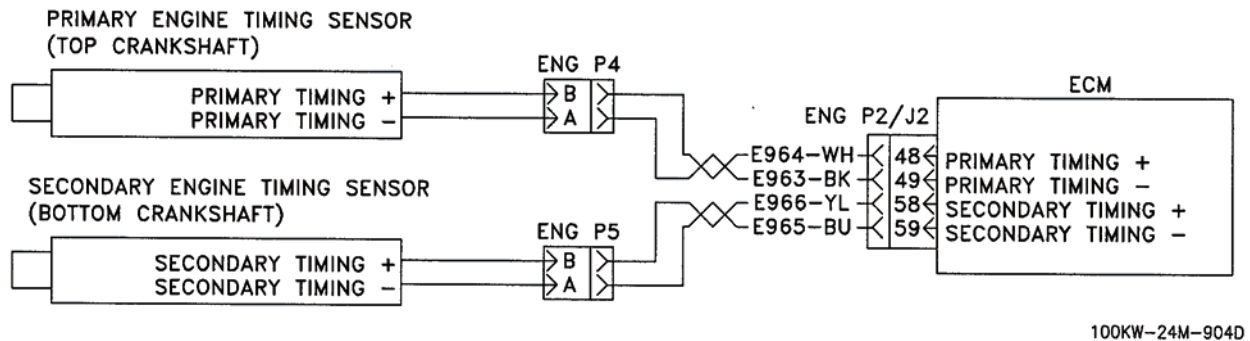 PRIMARY ENGINE TIMING SENSOR
(TOP CRANKSHAFT)
PRIMARY TIMING +
PRIMARY TIMING -
ENG P4
B
A
SECONDARY ENGINE TIMING SENSOR
(BOTTOM CRANKSHAFT)
SECONDARY TIMING +
SECONDARY TIMING -
ENG P5
B
A
ENG P2/J2
E964-WH 48
E963-BK 49
E966-YL 58
E965-BU 59
ECM
PRIMARY TIMING +
PRIMARY TIMING -
SECONDARY TIMING +
SECONDARY TIMING -
100KW-24M-904D